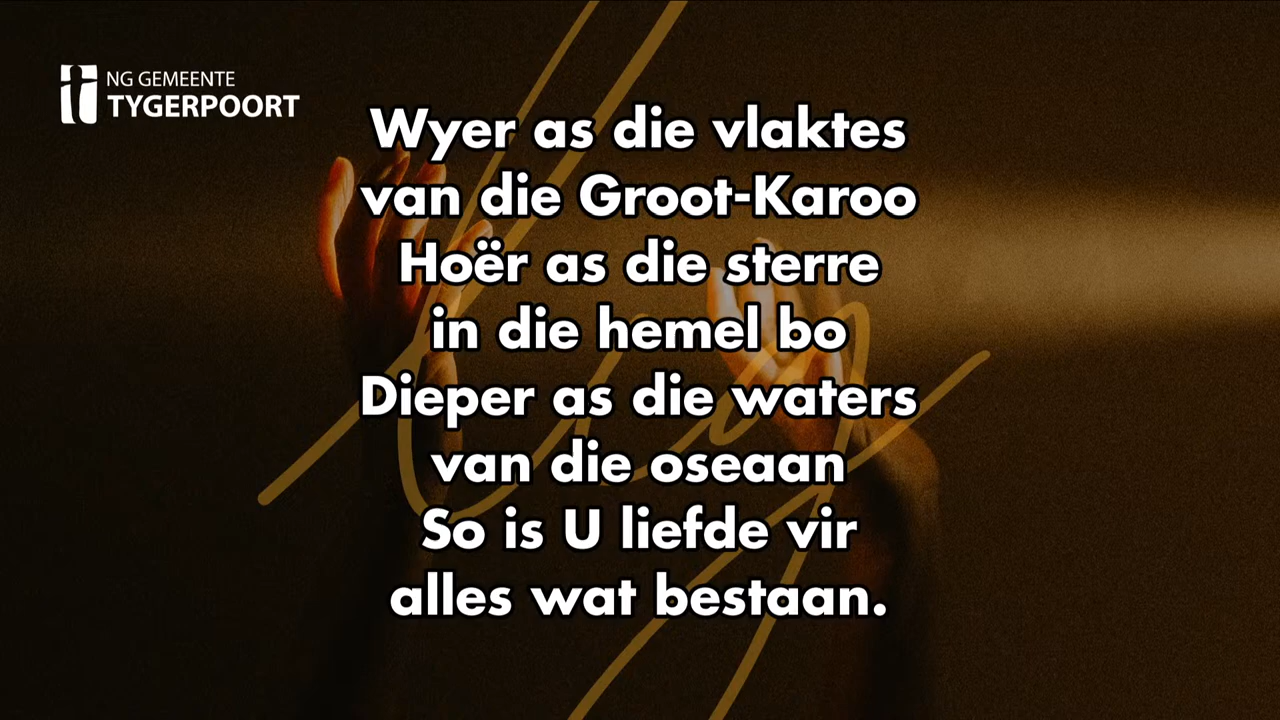 NG GEMEENTE
TYGERPOORT
Wyer as die vlaktes
van die Groot-Karoo
Hoër as die sterre
in die hemel bo
Dieper as die waters
van die oseaan
So is U liefde vir
alles wat bestaan.